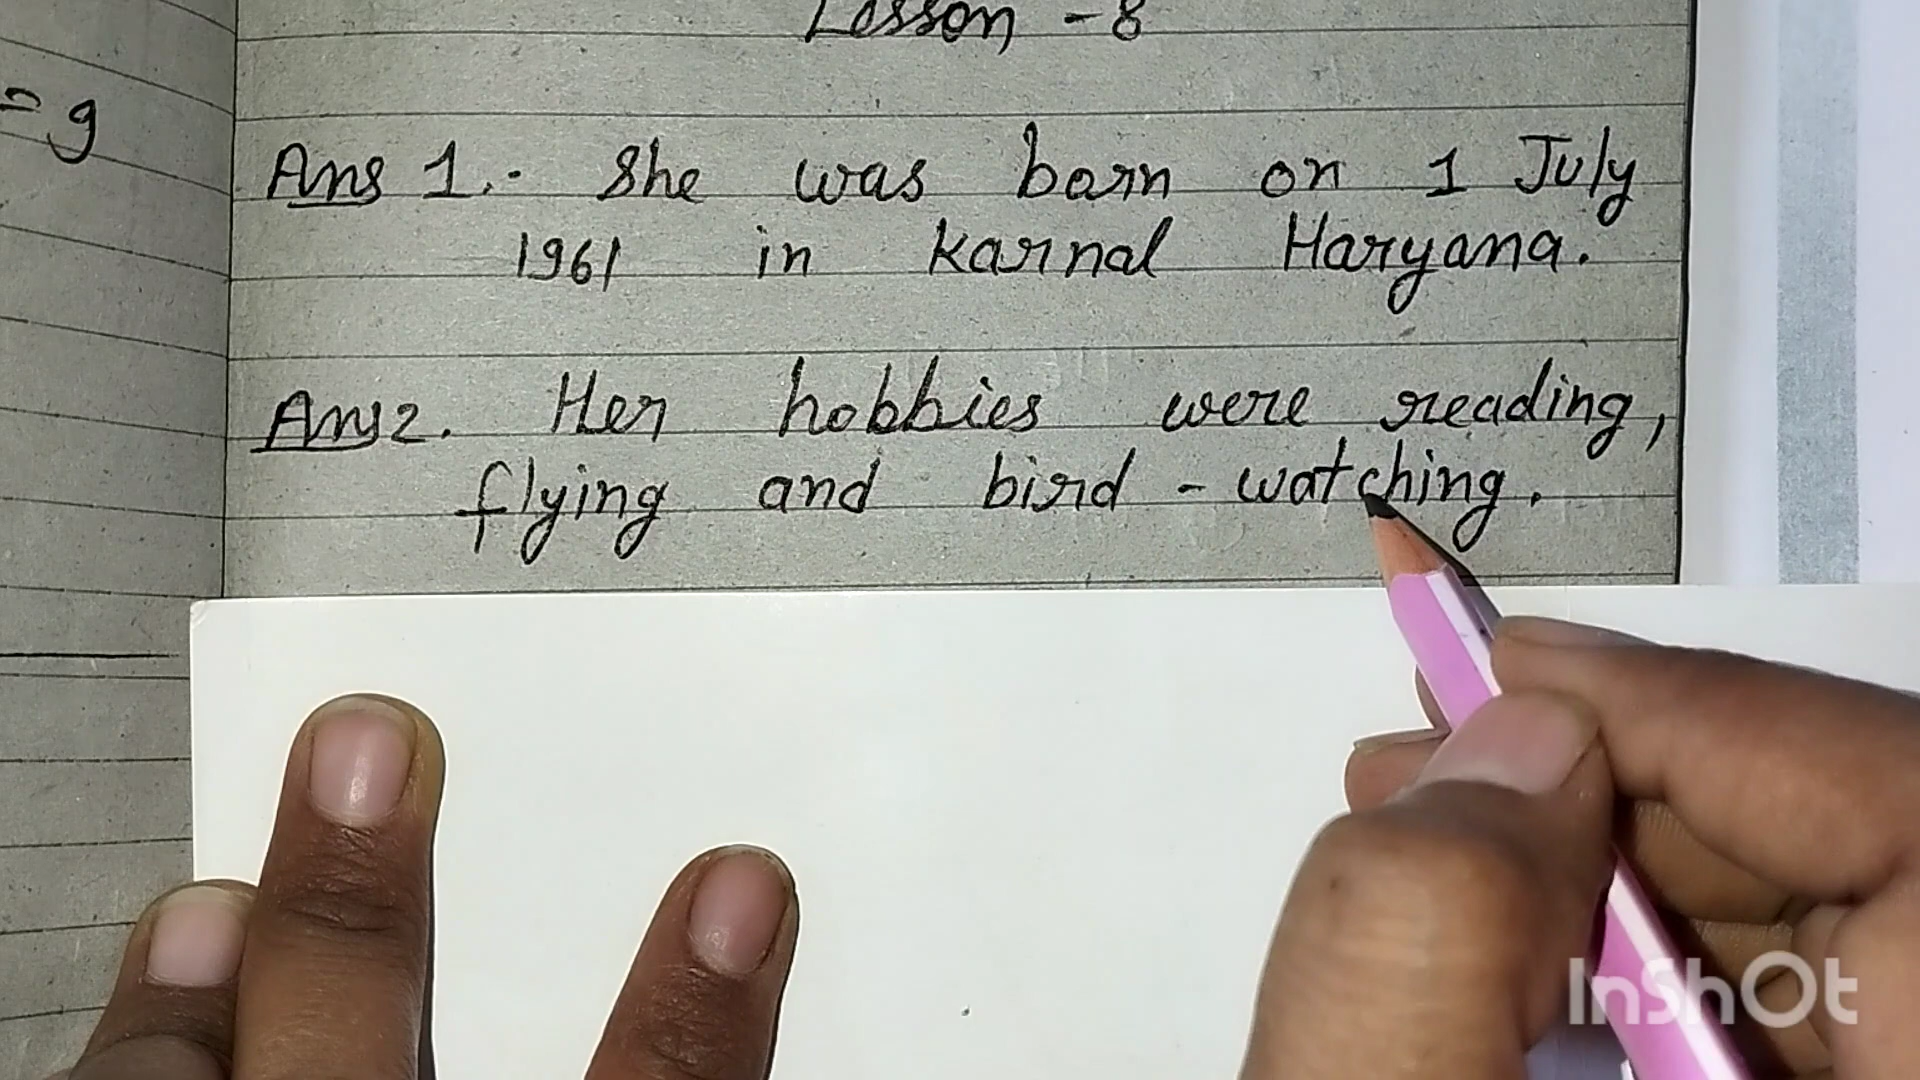 Lesson - 8
= 9
Ans 1.- She was born on 1 July
1961 in Karnal Haryana.
Ans 2. Her hobbies were reading,
flying and bird - watching.
InShOt